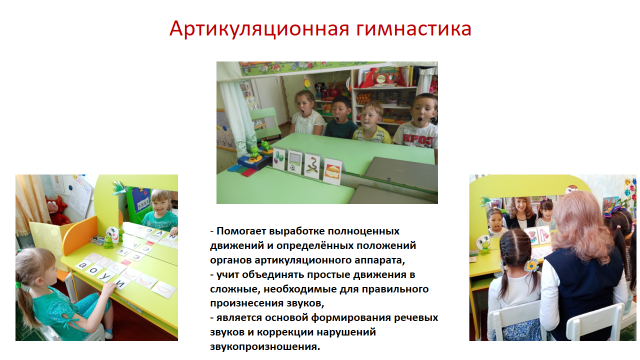 Артикуляционная гимнастика
- Помогает выработке полноценных
движений и определённых положений
органов артикуляционного аппарата,
- учит объединять простые движения в
сложные, необходимые для правильного
произнесения звуков,
- является основой формирования речевых
звуков и коррекции нарушений
звукопроизношения.
а о у и